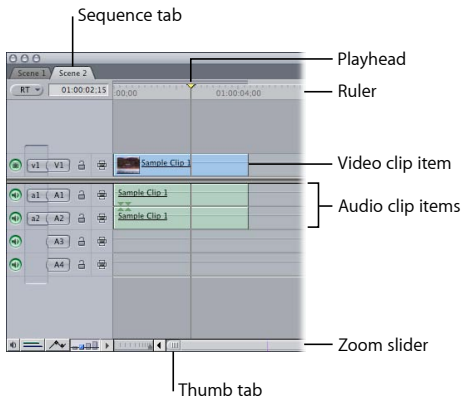 Sequence tab
Playhead
Scene 1 Scene 2
Ruler
RT 01:00:02;15 :00;00 01:00:04;00
Video clip item
v1 V1 Sample Clip 1
Audio clip items
a1 A1 Sample Clip 1
a2 A2 Sample Clip 1
A3
A4
Zoom slider
Thumb tab